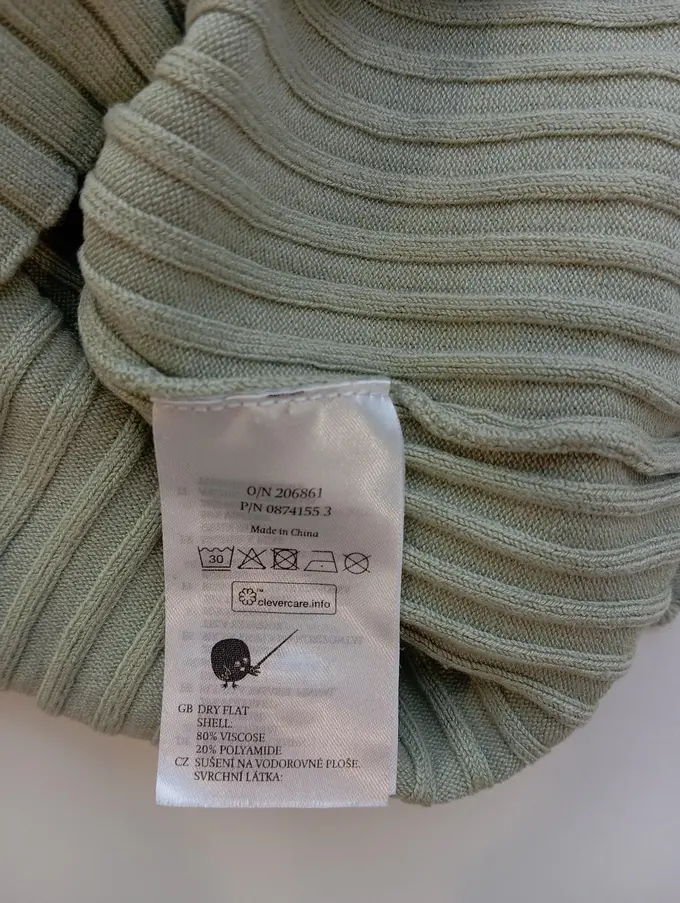 O/N 206861
P/N 0874155 3
Made in China
30
™
clevercare.info
GB DRY FLAT
SHELL:
80% VISCOSE
20% POLYAMIDE
CZ SUŠENÍ NA VODOROVNÉ PLOŠE.
SVRCHNÍ LÁTKA: